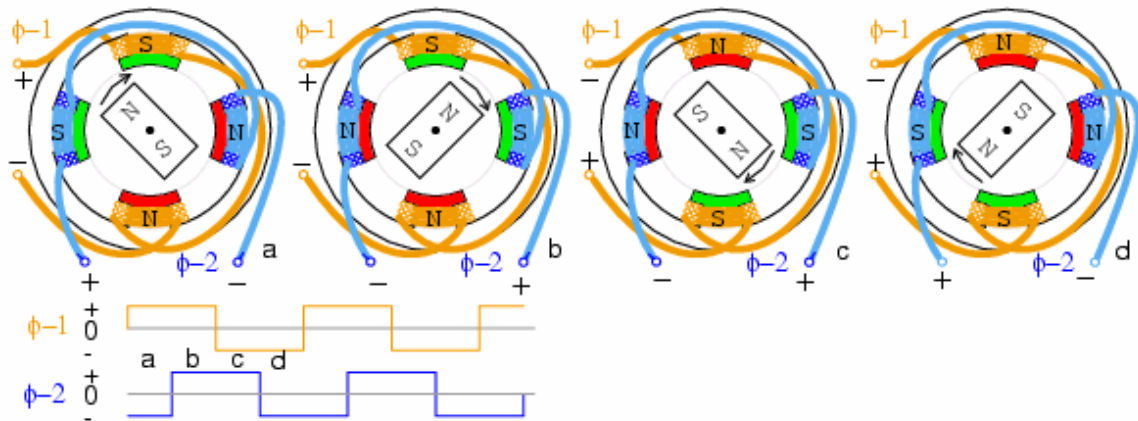 ϕ-1 S ϕ-1 S ϕ-1 N ϕ-1 N
+ + - -
N S S N N S S N S N S N S N S N
- - + +
N N S S
ϕ-2 a ϕ-2 b ϕ-2 c ϕ-2 d
+ - - + - + + -
ϕ-1 + 0 -
a b c d
ϕ-2 + 0 -